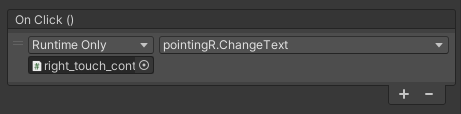 On Click ()
Runtime Only
pointingR.ChangeText
right_touch_cont